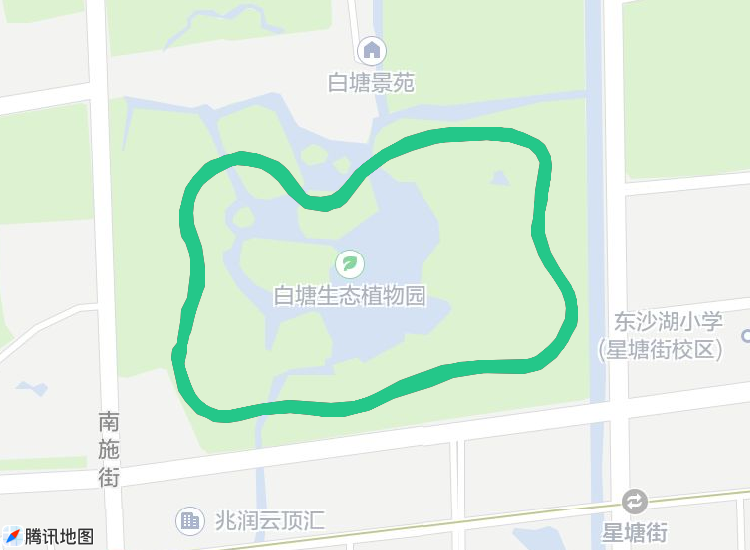 白塘景苑
白塘生态植物园
东沙湖小学
(星塘街校区)
南
施
街
兆润云顶汇
星塘街
腾讯地图